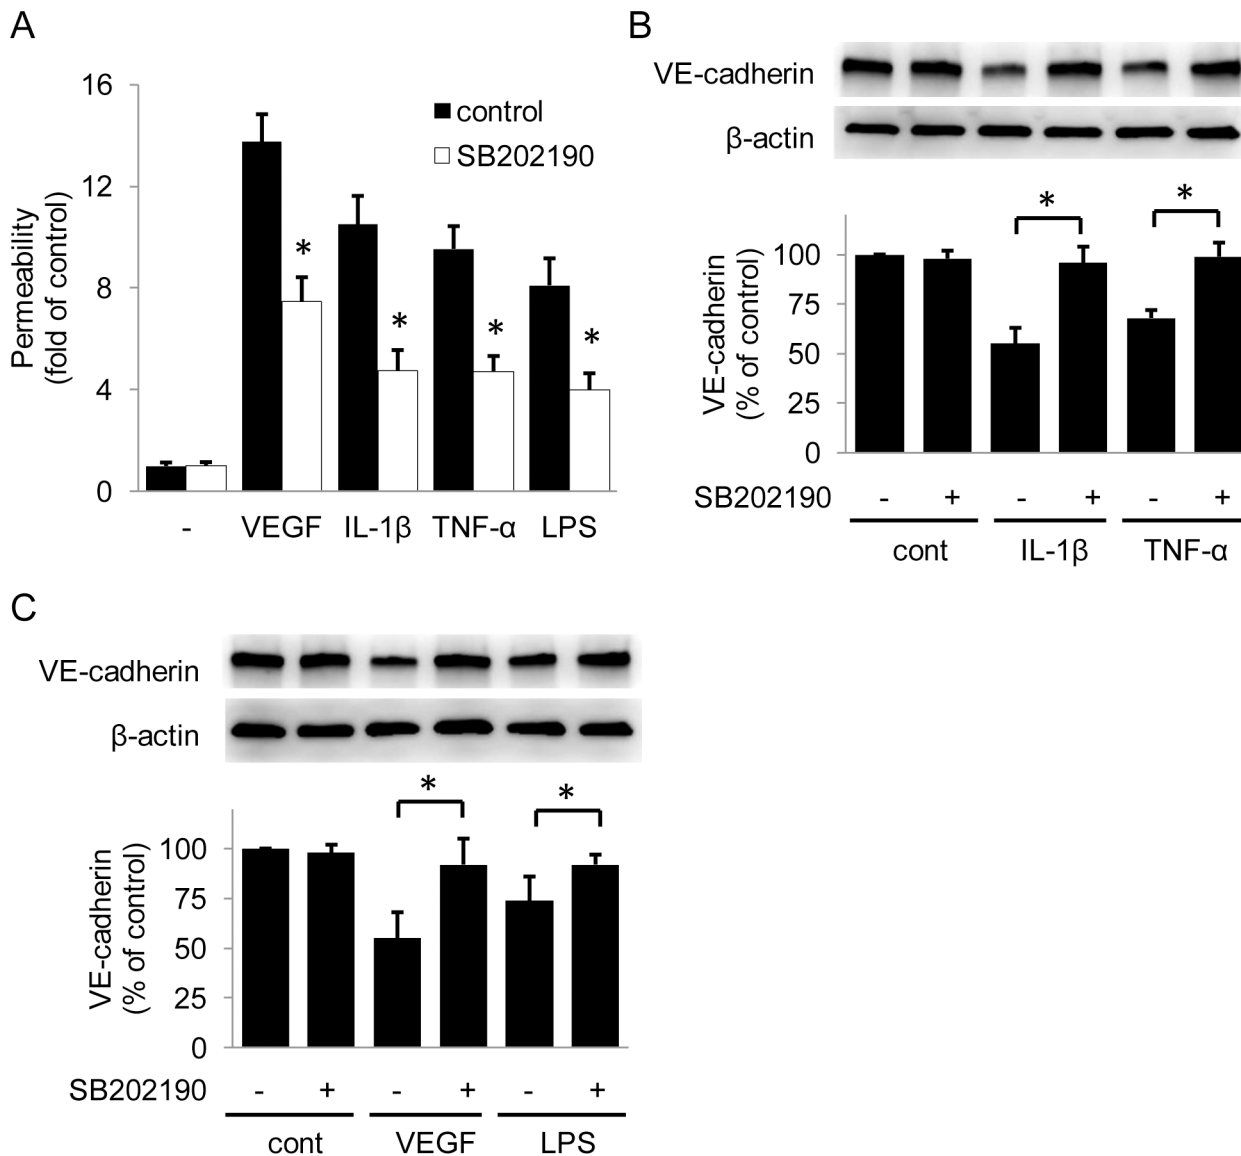 A
16
12
8
4
0
Permeability
(fold of control)
control
SB202190
*
*
*
*
- VEGF IL-1β TNF-α LPS
B
VE-cadherin
β-actin
* *
VE-cadherin
(% of control)
100
75
50
25
0
SB202190 - + - + - +
cont IL-1β TNF-α
C
VE-cadherin
β-actin
* *
VE-cadherin
(% of control)
100
75
50
25
0
SB202190 - + - + - +
cont VEGF LPS